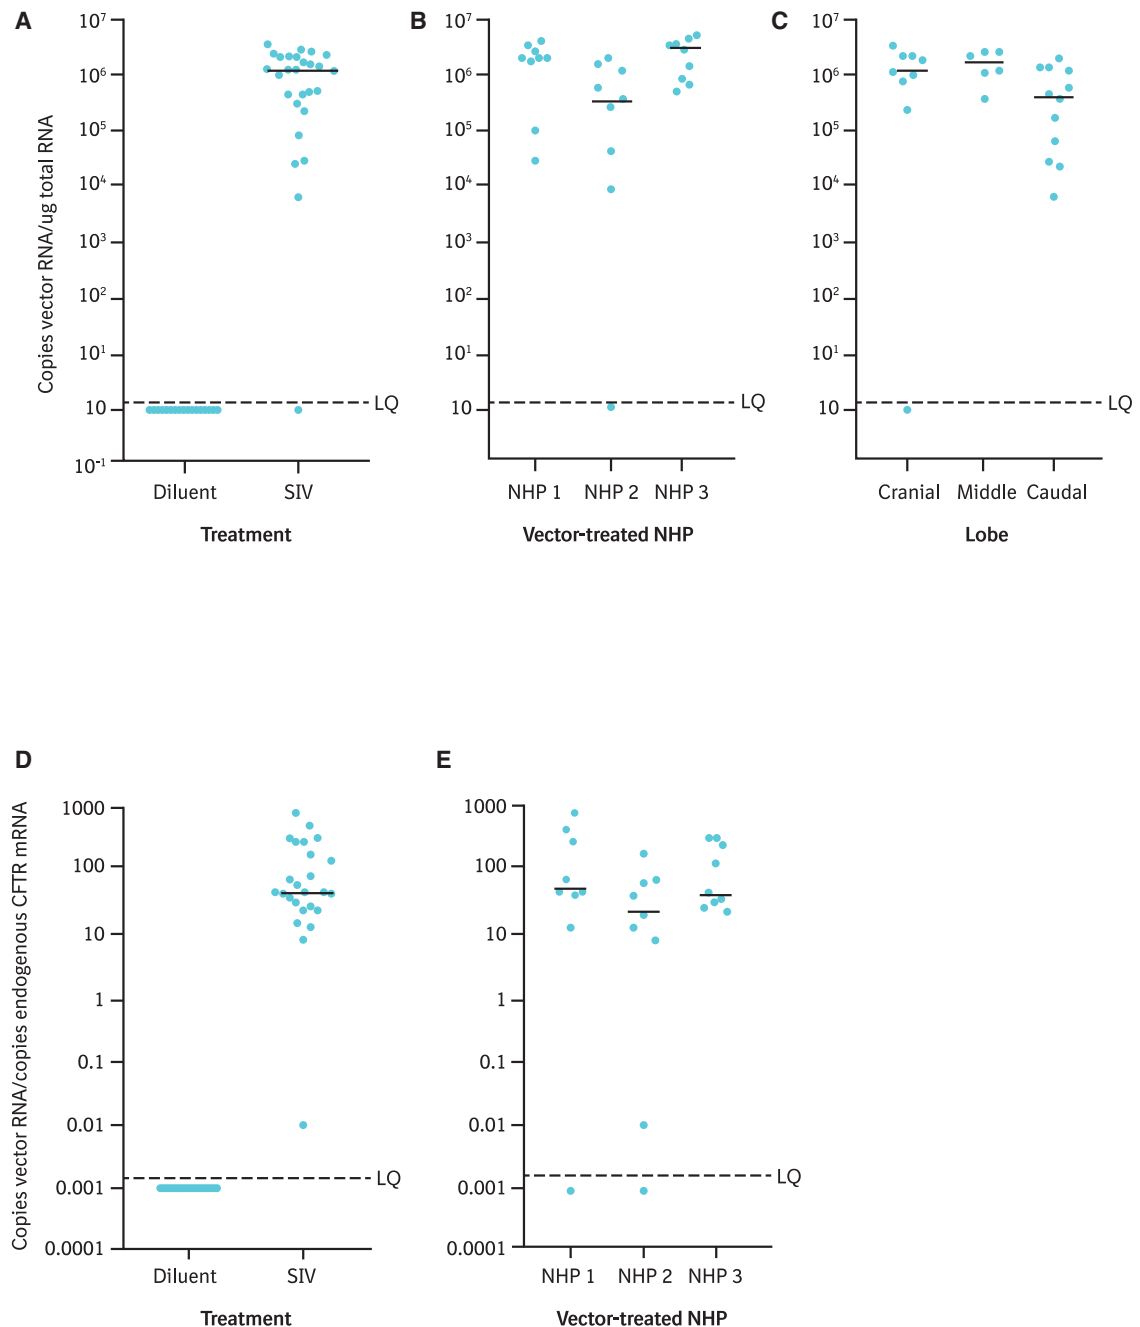 A
Copies vector RNA/ug total RNA
10⁷
10⁶
10⁵
10⁴
10³
10²
10¹
10
10⁻¹
LQ
Diluent SIV
Treatment
B
10⁷
10⁶
10⁵
10⁴
10³
10²
10¹
10
LQ
NHP 1 NHP 2 NHP 3
Vector-treated NHP
C
10⁷
10⁶
10⁵
10⁴
10³
10²
10¹
10
LQ
Cranial Middle Caudal
Lobe
D
Copies vector RNA/copies endogenous CFTR mRNA
1000
100
10
1
0.1
0.01
0.001
0.0001
LQ
Diluent SIV
Treatment
E
1000
100
10
1
0.1
0.01
0.001
0.0001
LQ
NHP 1 NHP 2 NHP 3
Vector-treated NHP